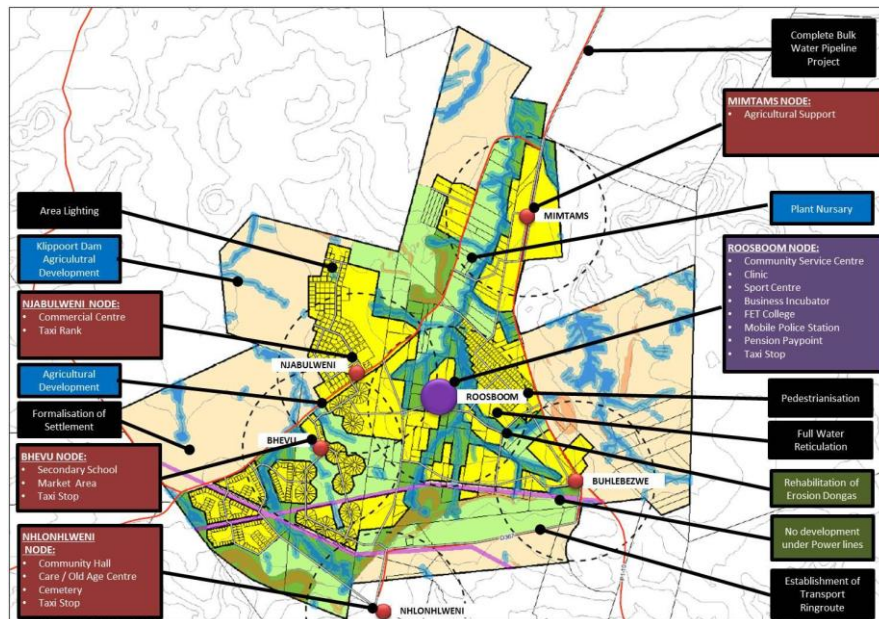 Complete Bulk
Water Pipeline
Project
MIMTAMS NODE:
• Agricultural Support
Area Lighting
MIMTAMS
Plant Nursary
Klippoort Dam
Agriculutral
Development
ROOSBOOM NODE:
• Community Service Centre
• Clinic
• Sport Centre
• Business Incubator
• FET College
• Mobile Police Station
• Pension Paypoint
• Taxi Stop
NJABULWENI NODE:
• Commercial Centre
• Taxi Rank
NJABULWENI
Agricultural
Development
ROOSBOOM
Pedestrianisation
Formalisation of
Settlement
BHEVU
Full Water
Reticulation
BHEVU NODE:
• Secondary School
• Market Area
• Taxi Stop
BUHLEBEZWE
Rehabilitation of
Erosion Dongas
No development
under Power lines
NHLONHLWENI
NODE:
• Community Hall
• Care / Old Age Centre
• Cemetery
• Taxi Stop
Establishment of
Transport
Ringroute
NHLONHLWENI